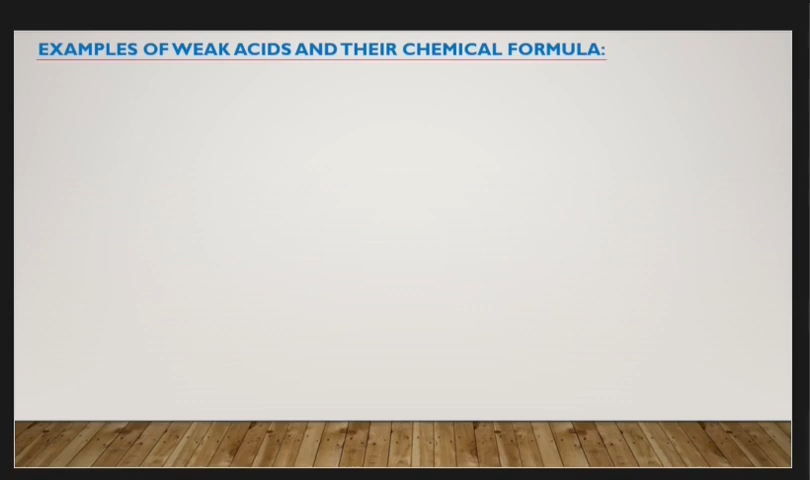 EXAMPLES OF WEAK ACIDS AND THEIR CHEMICAL FORMULA: